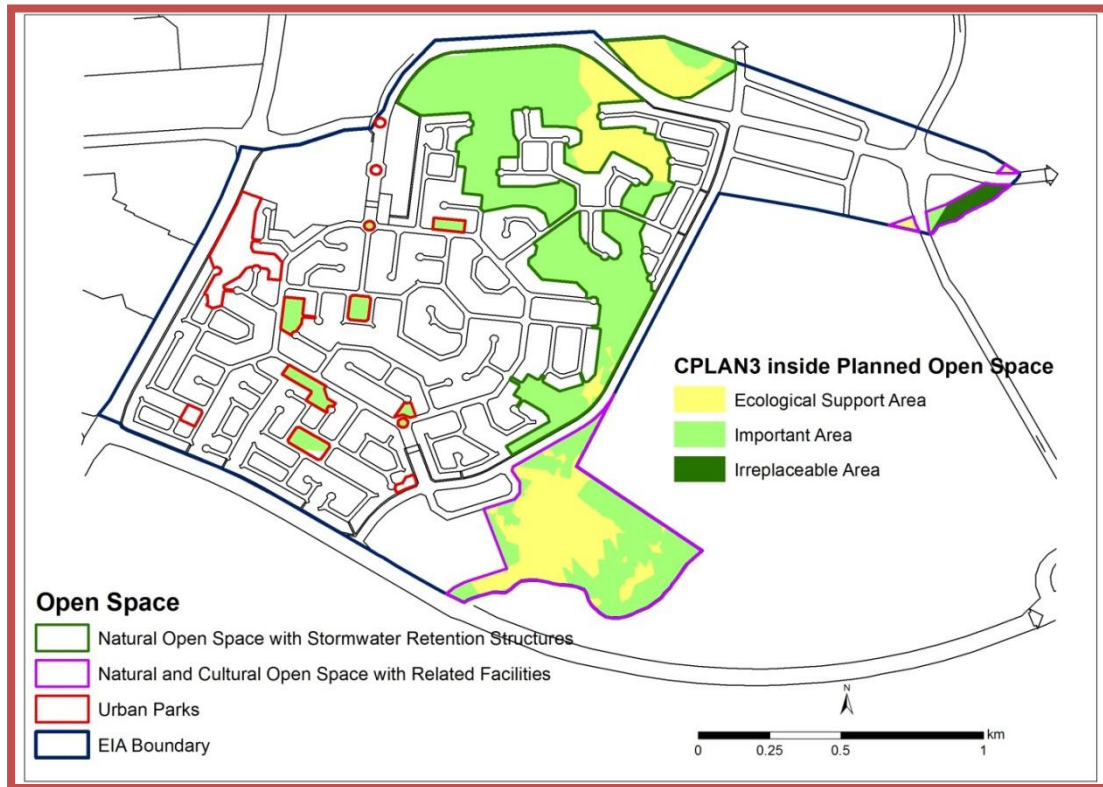 CPLAN3 inside Planned Open Space
Ecological Support Area
Important Area
Irreplaceable Area
Open Space
Natural Open Space with Stormwater Retention Structures
Natural and Cultural Open Space with Related Facilities
Urban Parks
EIA Boundary
N
km
0 0.25 0.5 1